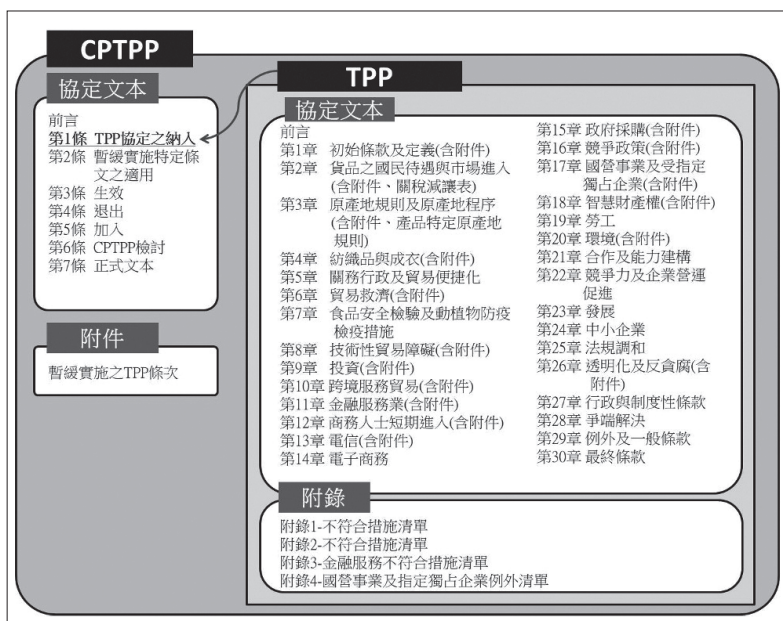 CPTPP
協定文本
前言
第1條 TPP協定之納入
第2條 暫緩實施特定條
文之適用
第3條 生效
第4條 退出
第5條 加入
第6條 CPTPP檢討
第7條 正式文本
附件
暫緩實施之TPP條次
TPP
協定文本
前言
第1章 初始條款及定義(含附件)
第2章 貨品之國民待遇與市場進入
(含附件、關稅減讓表)
第3章 原產地規則及原產地程序
(含附件、產品特定原產地
規則)
第4章 紡織品與成衣(含附件)
第5章 關務行政及貿易便捷化
第6章 貿易救濟(含附件)
第7章 食品安全檢驗及動植物防疫
檢疫措施
第8章 技術性貿易障礙(含附件)
第9章 投資(含附件)
第10章 跨境服務貿易(含附件)
第11章 金融服務業(含附件)
第12章 商務人士短期進入(含附件)
第13章 電信(含附件)
第14章 電子商務
第15章 政府採購(含附件)
第16章 競爭政策(含附件)
第17章 國營事業及受指定
獨占企業(含附件)
第18章 智慧財產權(含附件)
第19章 勞工
第20章 環境(含附件)
第21章 合作及能力建構
第22章 競爭力及企業營運
促進
第23章 發展
第24章 中小企業
第25章 法規調和
第26章 透明化及反貪腐(含
附件)
第27章 行政與制度性條款
第28章 爭端解決
第29章 例外及一般條款
第30章 最終條款
附錄
附錄1-不符合措施清單
附錄2-不符合措施清單
附錄3-金融服務不符合措施清單
附錄4-國營事業及指定獨占企業例外清單